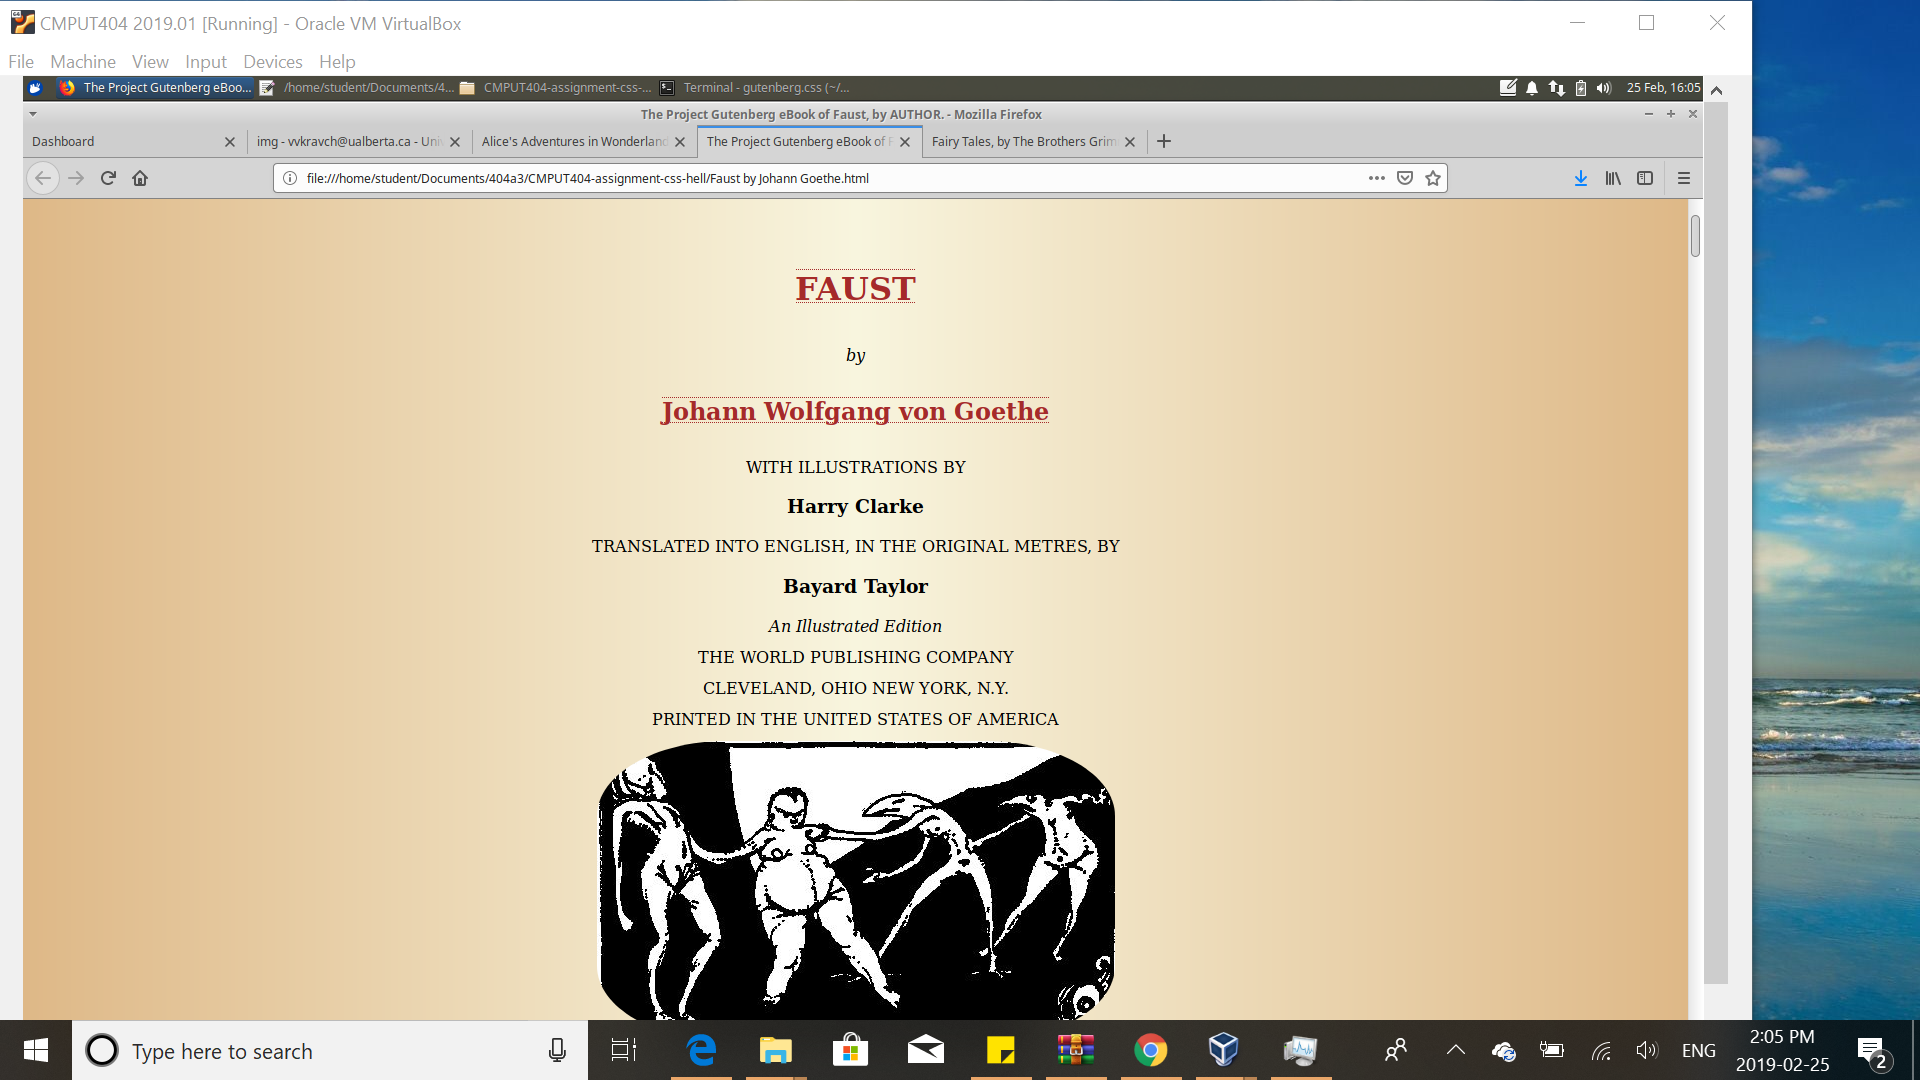 CMPUT404 2019.01 [Running] - Oracle VM VirtualBox
File Machine View Input Devices Help
The Project Gutenberg eBoo... /home/student/Documents/4... CMPUT404-assignment-css-... Terminal - gutenberg.css (~/... 25 Feb, 16:05
The Project Gutenberg eBook of Faust, by AUTHOR. - Mozilla Firefox
Dashboard img - vvkravch@ualberta.ca - Uni Alice's Adventures in Wonderland The Project Gutenberg eBook of F Fairy Tales, by The Brothers Grim
file:///home/student/Documents/404a3/CMPUT404-assignment-css-hell/Faust by Johann Goethe.html
FAUST
by
Johann Wolfgang von Goethe
WITH ILLUSTRATIONS BY
Harry Clarke
TRANSLATED INTO ENGLISH, IN THE ORIGINAL METRES, BY
Bayard Taylor
An Illustrated Edition
THE WORLD PUBLISHING COMPANY
CLEVELAND, OHIO NEW YORK, N.Y.
PRINTED IN THE UNITED STATES OF AMERICA
Type here to search
ENG
2:05 PM
2019-02-25
2